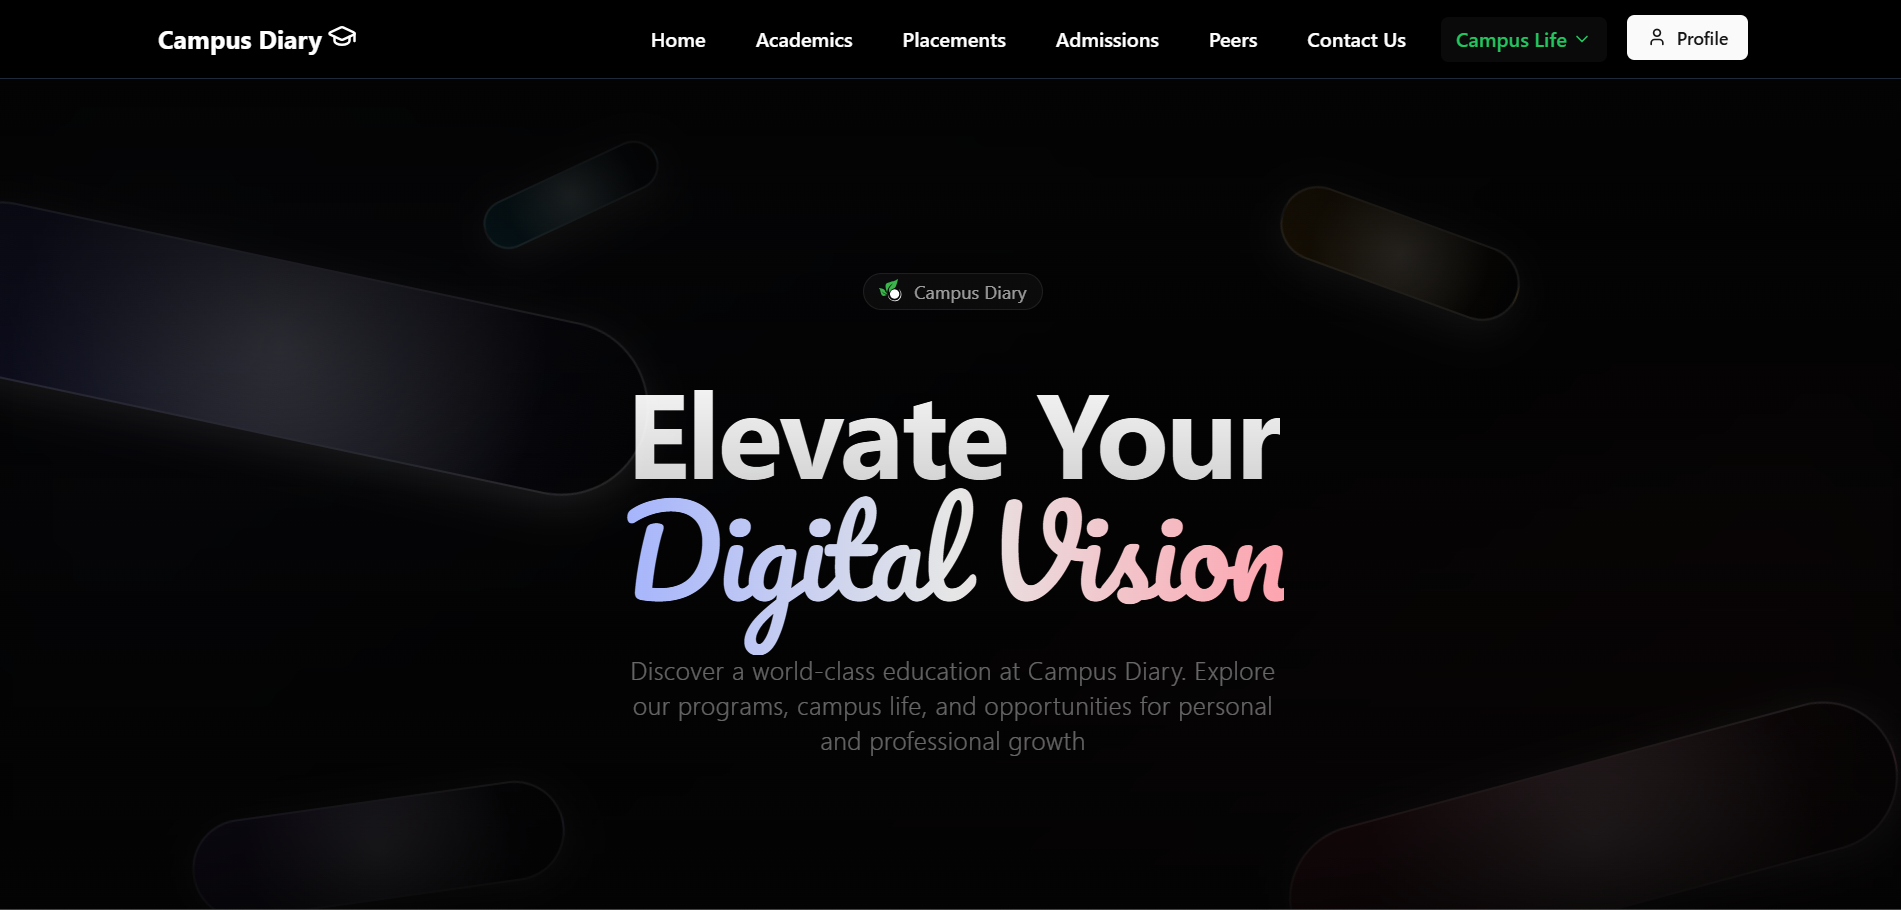 Campus Diary
Home Academics Placements Admissions Peers Contact Us Campus Life Profile
Campus Diary
Elevate Your
Digital Vision
Discover a world-class education at Campus Diary. Explore
our programs, campus life, and opportunities for personal
and professional growth